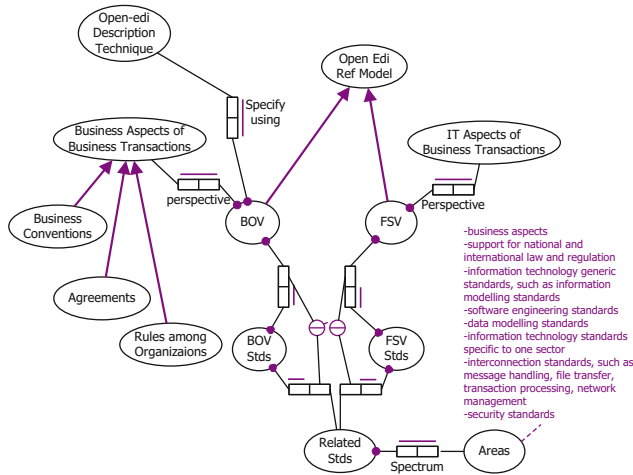 Open-edi
Description
Technique
Open Edi
Ref Model
Specify
using
Business Aspects of
Business Transactions
IT Aspects of
Business Transactions
perspective
Perspective
BOV
FSV
Business
Conventions
Agreements
Rules among
Organizaions
-business aspects
-support for national and
international law and regulation
-information technology generic
standards, such as information
modelling standards
-software engineering standards
-data modelling standards
-information technology standards
specific to one sector
-interconnection standards, such as
message handling, file transfer,
transaction processing, network
management
-security standards
BOV
Stds
FSV
Stds
Related
Stds
Spectrum
Areas